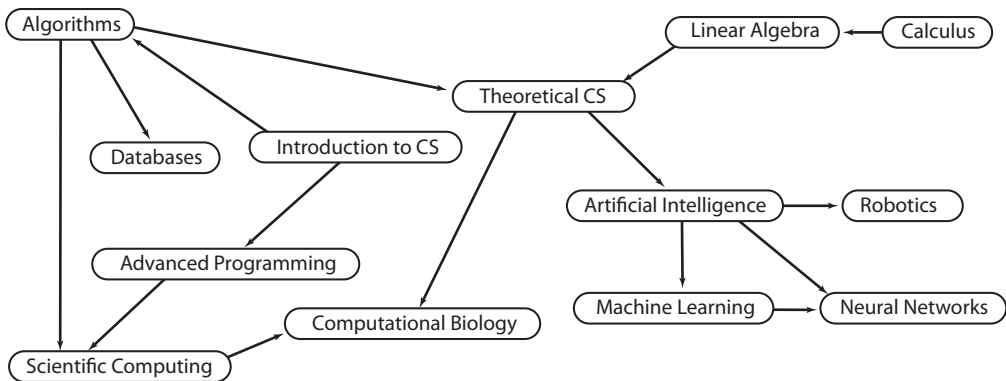 Algorithms
Linear Algebra
Calculus
Theoretical CS
Databases
Introduction to CS
Artificial Intelligence
Robotics
Advanced Programming
Machine Learning
Neural Networks
Computational Biology
Scientific Computing